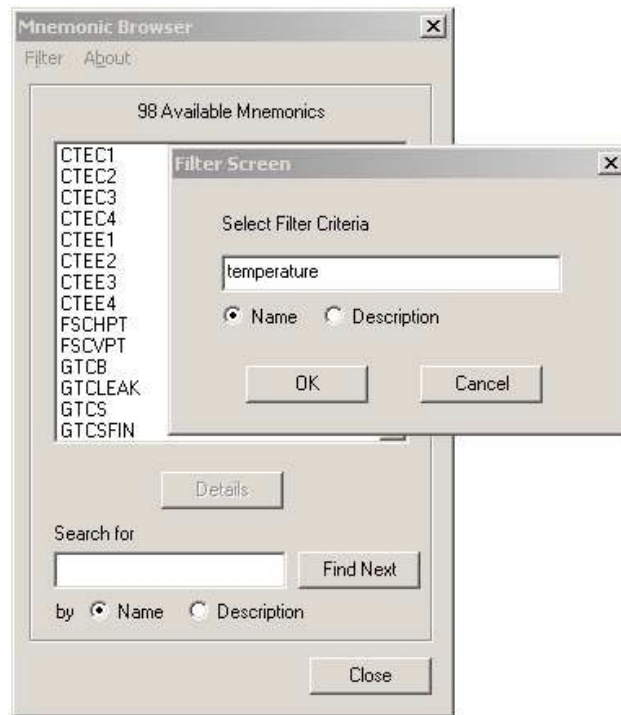 Mnemonic Browser
Filter About
98 Available Mnemonics
CTEC1
CTEC2
CTEC3
CTEC4
CTEE1
CTEE2
CTEE3
CTEE4
FSCHPT
FSCVPT
GTCB
GTCLEAK
GTCS
GTCSFIN
Filter Screen
Select Filter Criteria
temperature
Name Description
OK Cancel
Details
Search for
Find Next
by Name Description
Close